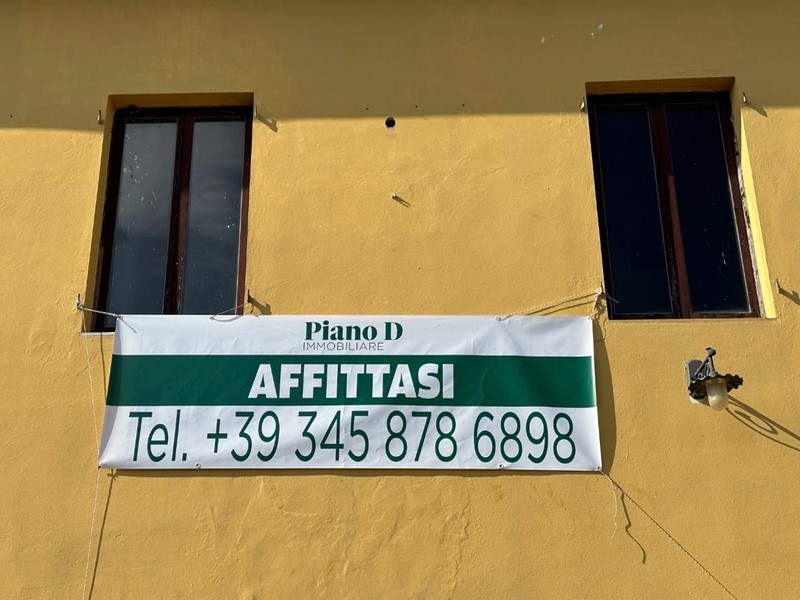 Piano D
IMMOBILIARE
AFFITTASI
Tel. +39 345 878 6898